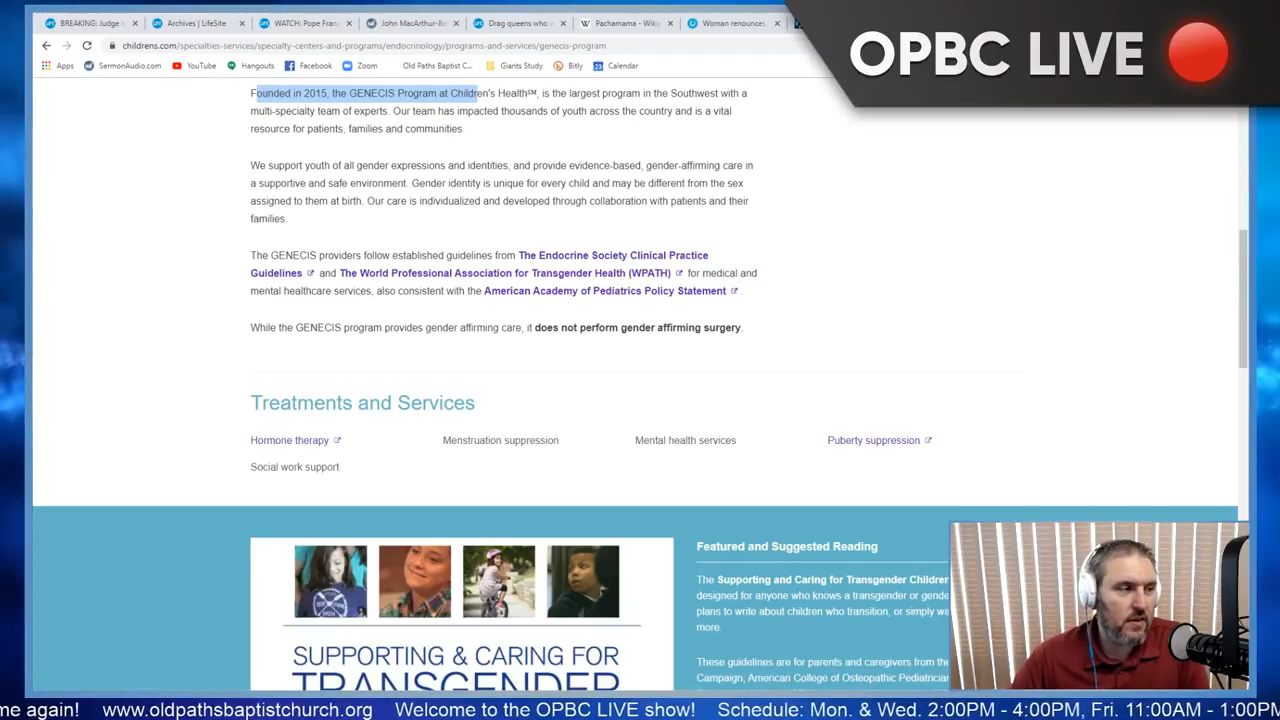 BREAKING: Judge
Archives | LifeSite
WATCH: Pope Fran
John MacArthur-Be
Drag queens who
Pachamama - Wiki
Woman renounces
OPBC LIVE
childrens.com/specialties-services/specialty-centers-and-programs/endocrinology/programs-and-services/genecis-program
Apps SermonAudio.com YouTube Hangouts Facebook Zoom Old Paths Baptist C... Giants Study Bitly Calendar
Founded in 2015, the GENECIS Program at Children's Health℠, is the largest program in the Southwest with a
multi-specialty team of experts. Our team has impacted thousands of youth across the country and is a vital
resource for patients, families and communities.
We support youth of all gender expressions and identities, and provide evidence-based, gender-affirming care in
a supportive and safe environment. Gender identity is unique for every child and may be different from the sex
assigned to them at birth. Our care is individualized and developed through collaboration with patients and their
families.
The GENECIS providers follow established guidelines from The Endocrine Society Clinical Practice
Guidelines and The World Professional Association for Transgender Health (WPATH) for medical and
mental healthcare services, also consistent with the American Academy of Pediatrics Policy Statement .
While the GENECIS program provides gender affirming care, it does not perform gender affirming surgery.
Treatments and Services
Hormone therapy Menstruation suppression Mental health services Puberty suppression
Social work support
Featured and Suggested Reading
The Supporting and Caring for Transgender Children
designed for anyone who knows a transgender or gende
plans to write about children who transition, or simply wa
more.
These guidelines are for parents and caregivers from the
Campaign, American College of Osteopathic Pediatrician
SUPPORTING & CARING FOR
TRANSGENDER
me again! www.oldpathsbaptistchurch.org Welcome to the OPBC LIVE show! Schedule: Mon. & Wed. 2:00PM - 4:00PM, Fri. 11:00AM - 1:00PM